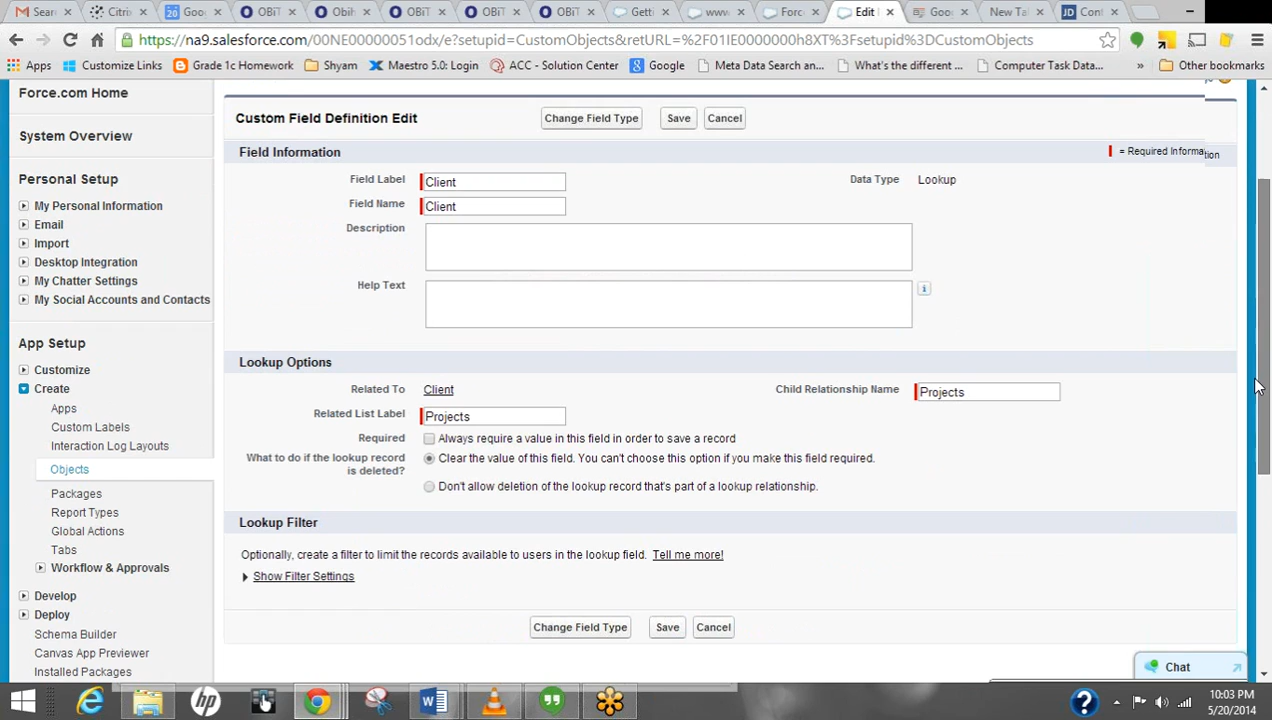 Sear
Citri
20 Goo
OBiT
Obih
OBiT
OBiT
OBiT
Gett
www
Force
Edit
Goo
New Ta
JD Con
https://na9.salesforce.com/00NE00000051odx/e?setupid=CustomObjects&retURL=%2F01IE0000000h8XT%3Fsetupid%3DCustomObjects
Apps
Customize Links
Grade 1c Homework
Shyam
Maestro 5.0: Login
ACC - Solution Center
Google
Meta Data Search an...
What's the different ...
Computer Task Data...
»
Other bookmarks
Force.com Home
System Overview
Personal Setup
My Personal Information
Email
Import
Desktop Integration
My Chatter Settings
My Social Accounts and Contacts
App Setup
Customize
Create
Apps
Custom Labels
Interaction Log Layouts
Objects
Packages
Report Types
Global Actions
Tabs
Workflow & Approvals
Develop
Deploy
Schema Builder
Canvas App Previewer
Installed Packages
Custom Field Definition Edit
Change Field Type
Save
Cancel
Field Information
= Required Informa
tion
Field Label
Client
Data Type
Lookup
Field Name
Client
Description
Help Text
i
Lookup Options
Related To
Client
Child Relationship Name
Projects
Related List Label
Projects
Required
Always require a value in this field in order to save a record
What to do if the lookup record
is deleted?
Clear the value of this field. You can't choose this option if you make this field required.
Don't allow deletion of the lookup record that's part of a lookup relationship.
Lookup Filter
Optionally, create a filter to limit the records available to users in the lookup field. Tell me more!
Show Filter Settings
Change Field Type
Save
Cancel
Chat
10:03 PM
5/20/2014